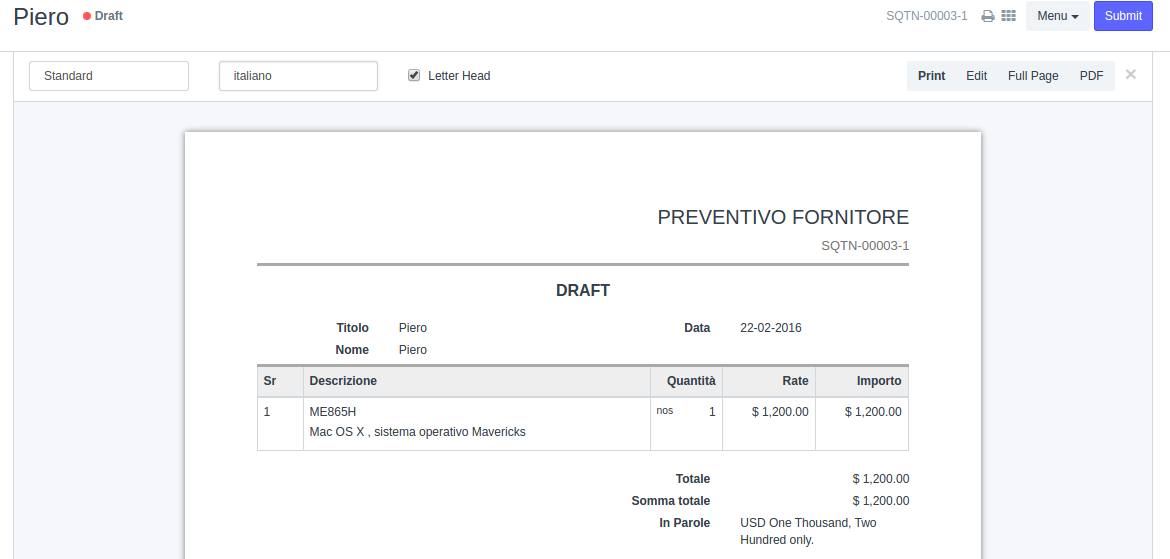 Piero Draft SQTN-00003-1 Menu Submit
Standard italiano Letter Head Print Edit Full Page PDF ×
PREVENTIVO FORNITORE
SQTN-00003-1
DRAFT
Titolo Piero Data 22-02-2016
Nome Piero
Sr Descrizione Quantità Rate Importo
1 ME865H nos 1 $ 1,200.00 $ 1,200.00
Mac OS X , sistema operativo Mavericks
Totale $ 1,200.00
Somma totale $ 1,200.00
In Parole USD One Thousand, Two
Hundred only.